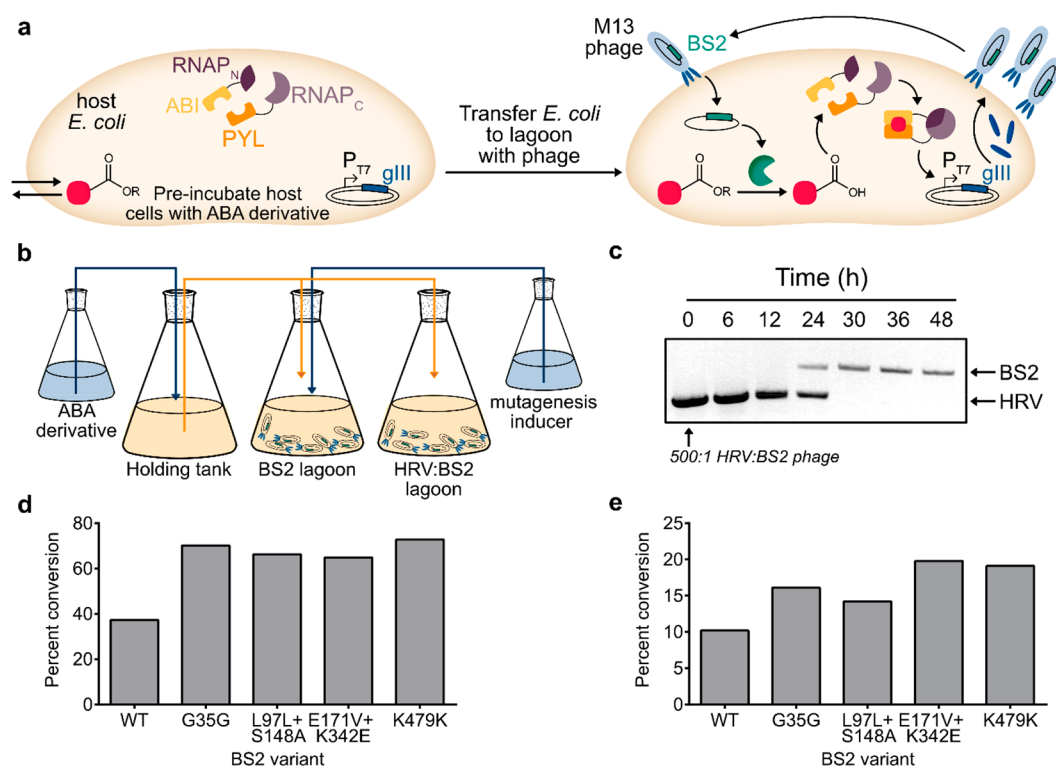 a
host
E. coli
RNAP N
ABI
RNAP C
PYL
O
OR
Pre-incubate host
cells with ABA derivative
P T7
gIII
Transfer E. coli
to lagoon
with phage
M13
phage
BS2
O
OR
O
OH
P T7
gIII
b
ABA
derivative
Holding tank
BS2 lagoon
HRV:BS2
lagoon
mutagenesis
inducer
c
Time (h)
0 6 12 24 30 36 48
BS2
HRV
500:1 HRV:BS2 phage
d
Percent conversion
80
60
40
20
0
WT G35G L97L+ E171V+ K479K
S148A K342E
BS2 variant
e
Percent conversion
25
20
15
10
5
0
WT G35G L97L+ E171V+ K479K
S148A K342E
BS2 variant